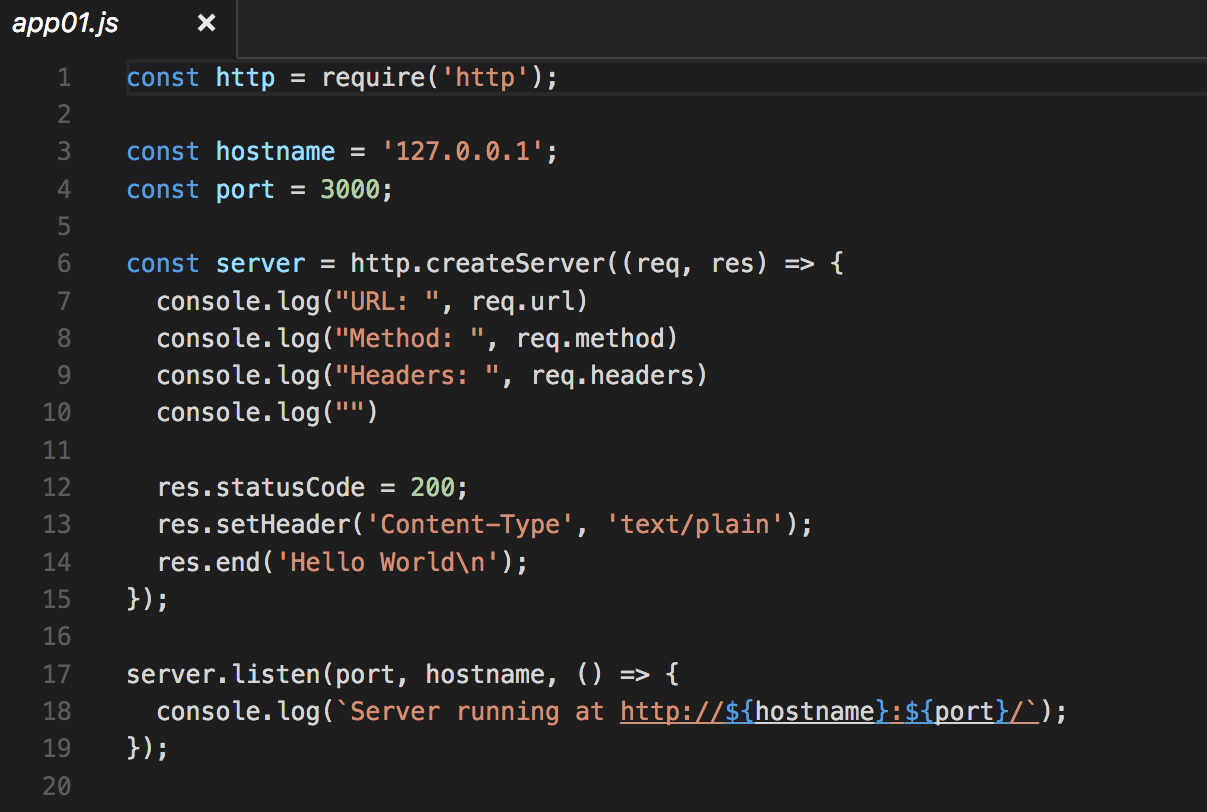 app01.js ×
1 const http = require('http');
2
3 const hostname = '127.0.0.1';
4 const port = 3000;
5
6 const server = http.createServer((req, res) => {
7   console.log("URL: ", req.url)
8   console.log("Method: ", req.method)
9   console.log("Headers: ", req.headers)
10   console.log("")
11
12   res.statusCode = 200;
13   res.setHeader('Content-Type', 'text/plain');
14   res.end('Hello World\n');
15 });
16
17 server.listen(port, hostname, () => {
18   console.log(`Server running at http://${hostname}:${port}/`);
19 });
20